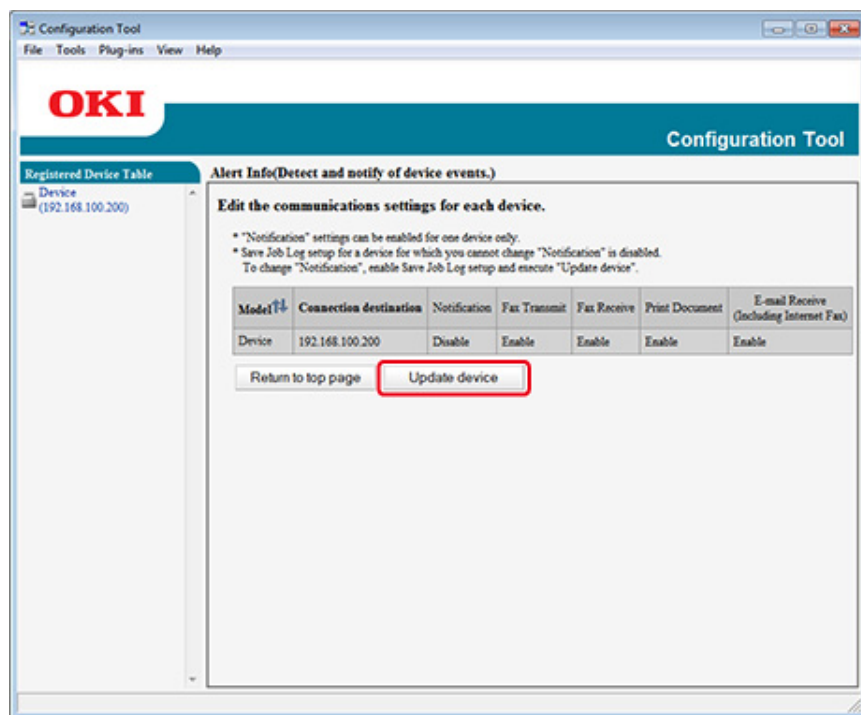 Configuration Tool
File Tools Plug-ins View Help
OKI
Configuration Tool
Registered Device Table
Device
(192.168.100.200)
Alert Info(Detect and notify of device events.)
Edit the communications settings for each device.
* "Notification" settings can be enabled for one device only.
* Save Job Log setup for a device for which you cannot change "Notification" is disabled.
To change "Notification", enable Save Job Log setup and execute "Update device".
Model Connection destination Notification Fax Transmit Fax Receive Print Document E-mail Receive
(Including Internet Fax)
Device 192.168.100.200 Disable Enable Enable Enable Enable
Return to top page Update device